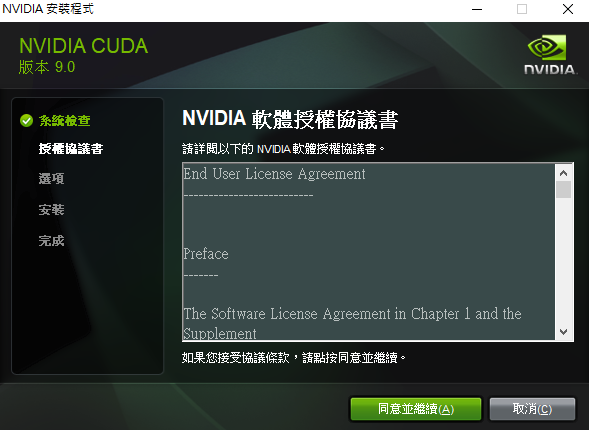 NVIDIA 安裝程式
NVIDIA CUDA
版本 9.0
NVIDIA.
系統檢查
授權協議書
選項
安裝
完成
NVIDIA 軟體授權協議書
請詳閱以下的 NVIDIA 軟體授權協議書。
End User License Agreement
--------------------------
Preface
-------
The Software License Agreement in Chapter 1 and the
Supplement
如果您接受協議條款，請點按同意並繼續。
同意並繼續(A)
取消(C)